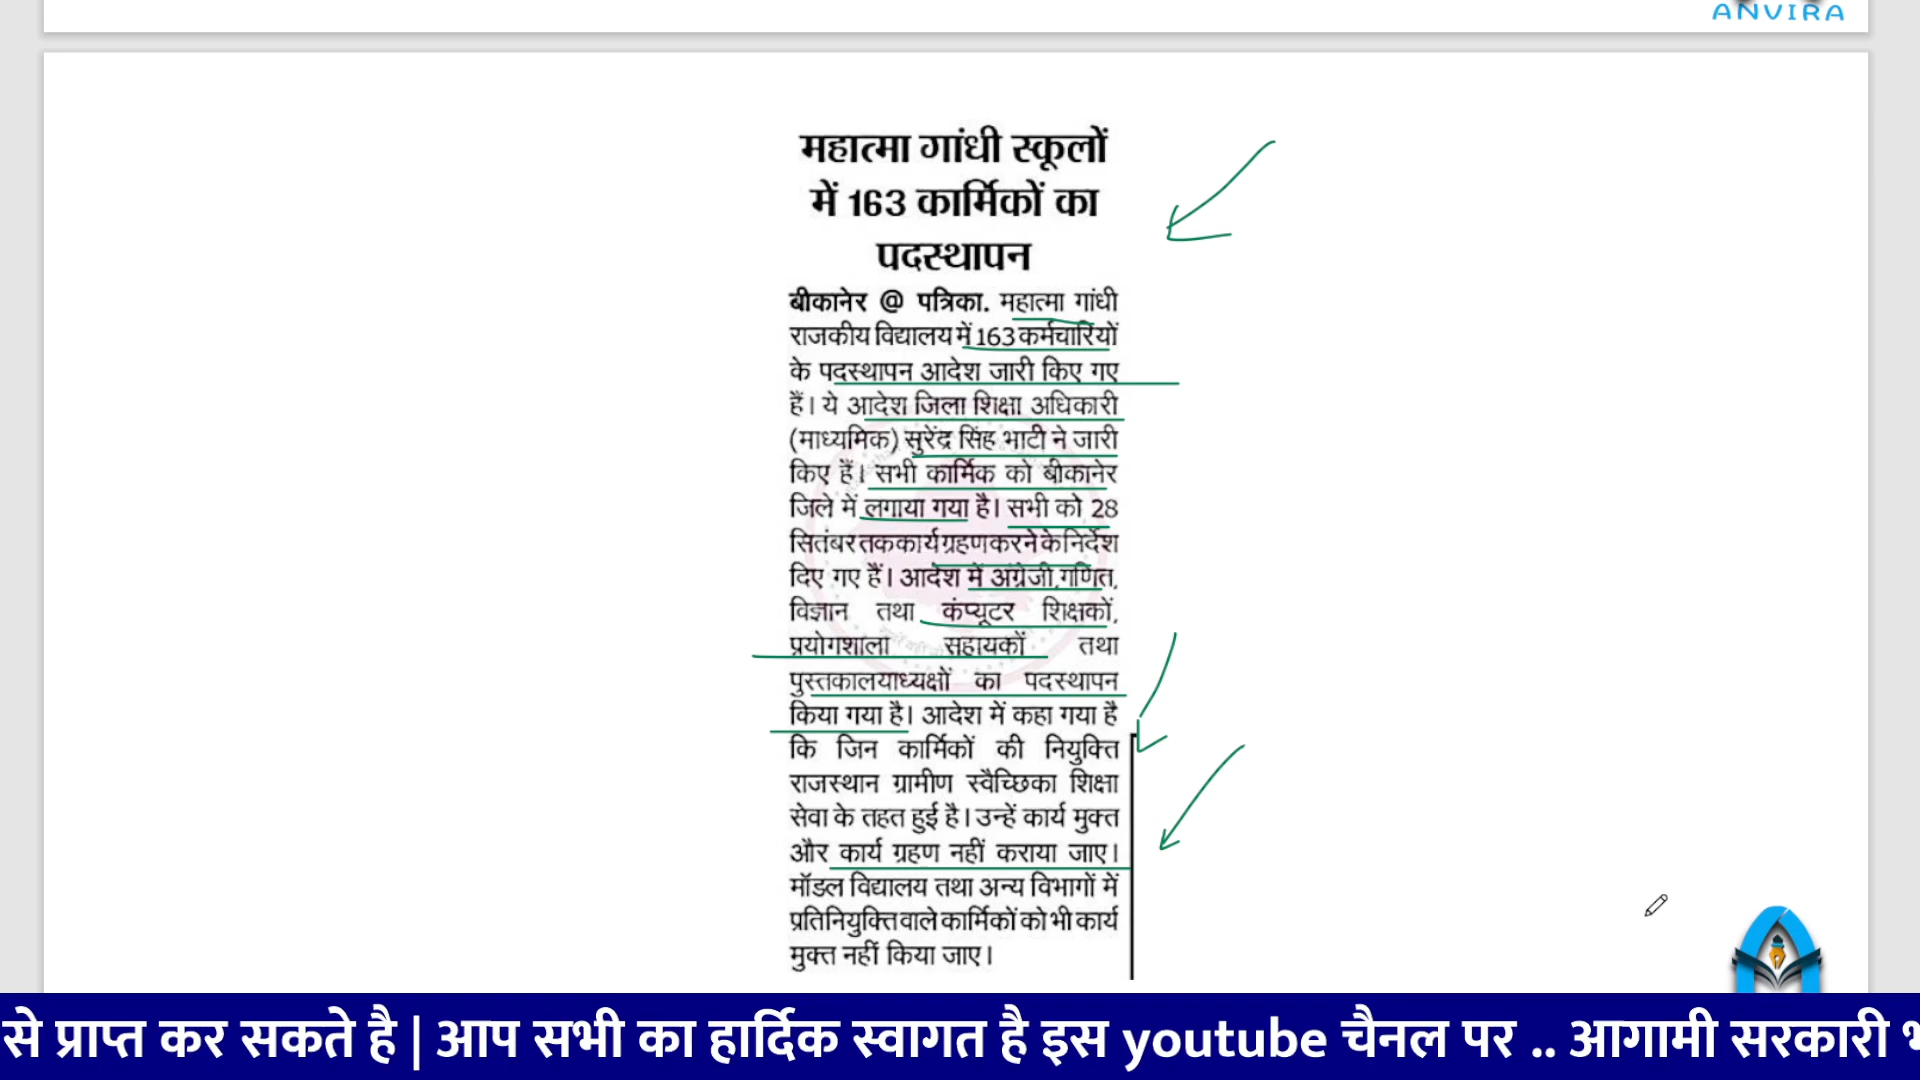 ANVIRA
महात्मा गांधी स्कूलों
में 163 कार्मिकों का
पदस्थापन
बीकानेर @ पत्रिका. महात्मा गांधी
राजकीय विद्यालय में 163 कर्मचारियों
के पदस्थापन आदेश जारी किए गए
हैं। ये आदेश जिला शिक्षा अधिकारी
(माध्यमिक) सुरेंद्र सिंह भाटी ने जारी
किए हैं। सभी कार्मिक को बीकानेर
जिले में लगाया गया है। सभी को 28
सितंबर तक कार्य ग्रहण करने के निर्देश
दिए गए हैं। आदेश में अंग्रेजी, गणित,
विज्ञान तथा कंप्यूटर शिक्षकों,
प्रयोगशाला सहायकों तथा
पुस्तकालयाध्यक्षों का पदस्थापन
किया गया है। आदेश में कहा गया है
कि जिन कार्मिकों की नियुक्ति
राजस्थान ग्रामीण स्वैच्छिका शिक्षा
सेवा के तहत हुई है। उन्हें कार्य मुक्त
और कार्य ग्रहण नहीं कराया जाए।
मॉडल विद्यालय तथा अन्य विभागों में
प्रतिनियुक्ति वाले कार्मिकों को भी कार्य
मुक्त नहीं किया जाए।
से प्राप्त कर सकते है | आप सभी का हार्दिक स्वागत है इस youtube चैनल पर .. आगामी सरकारी